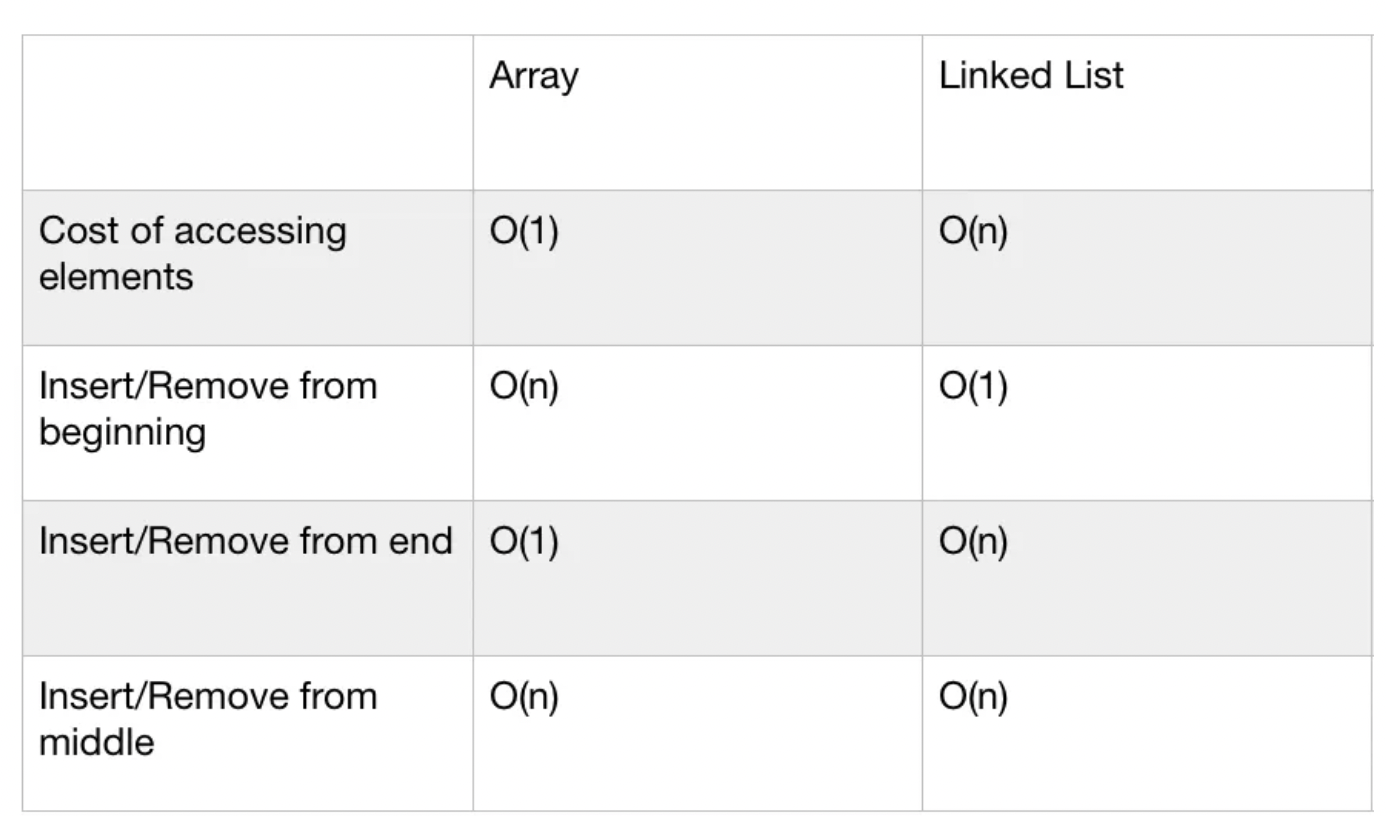 Array
Linked List
Cost of accessing
elements
O(1)
O(n)
Insert/Remove from
beginning
O(n)
O(1)
Insert/Remove from end
O(1)
O(n)
Insert/Remove from
middle
O(n)
O(n)